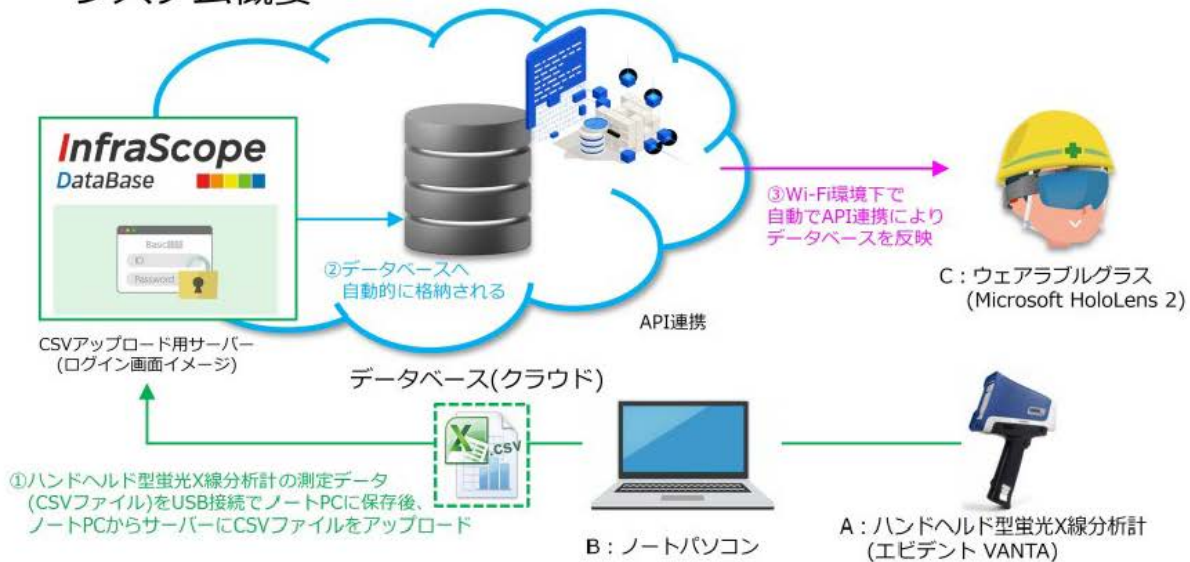 システム概要
InfraScope
DataBase
Basic認証
ID
Password
②データベースへ
自動的に格納される
③Wi-Fi環境下で
自動でAPI連携により
データベースを反映
C：ウェアラブルグラス
(Microsoft HoloLens 2)
API連携
CSVアップロード用サーバー
(ログイン画面イメージ)
データベース(クラウド)
X
.csv
①ハンドヘルド型蛍光X線分析計の測定データ
(CSVファイル)をUSB接続でノートPCに保存後、
ノートPCからサーバーにCSVファイルをアップロード
B：ノートパソコン
A：ハンドヘルド型蛍光X線分析計
(エビデント VANTA)